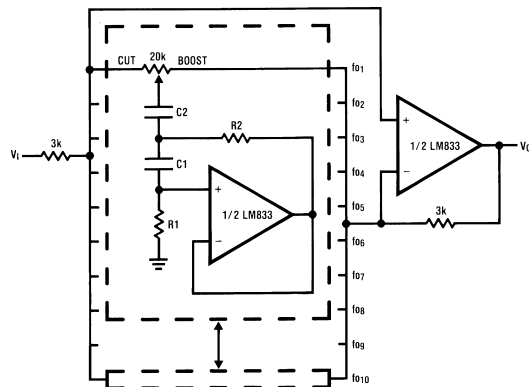 20k
CUT BOOST
fo1
C2
fo2
R2
fo3
3k
VI
C1
fo4
+
1/2 LM833
−
R1
fo5
fo6
fo7
fo8
fo9
fo10
+
1/2 LM833
−
VO
3k